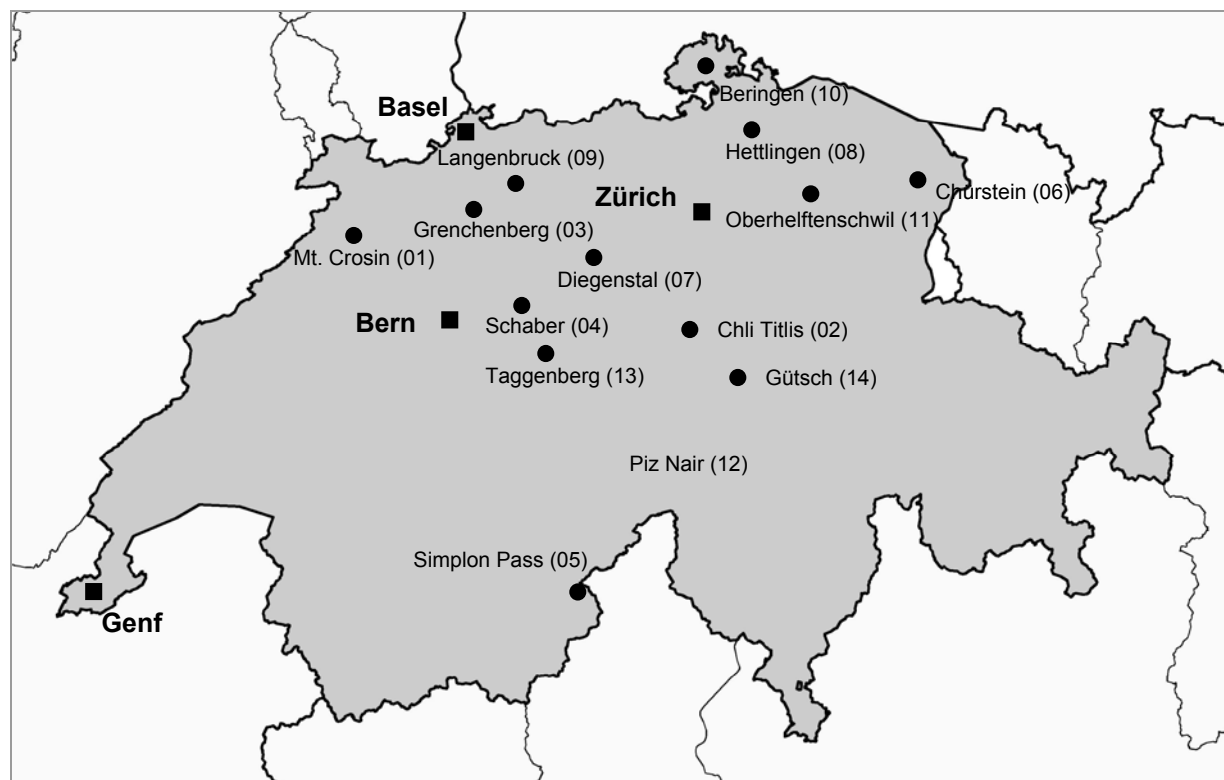 Beringen (10)
Basel
Langenbruck (09)
Hettlingen (08)
Churstein (06)
Zürich
Oberhelftenschwil (11)
Grenchenberg (03)
Mt. Crosin (01)
Diegenstal (07)
Bern
Schaber (04)
Chli Titlis (02)
Taggenberg (13)
Gütsch (14)
Piz Nair (12)
Simplon Pass (05)
Genf